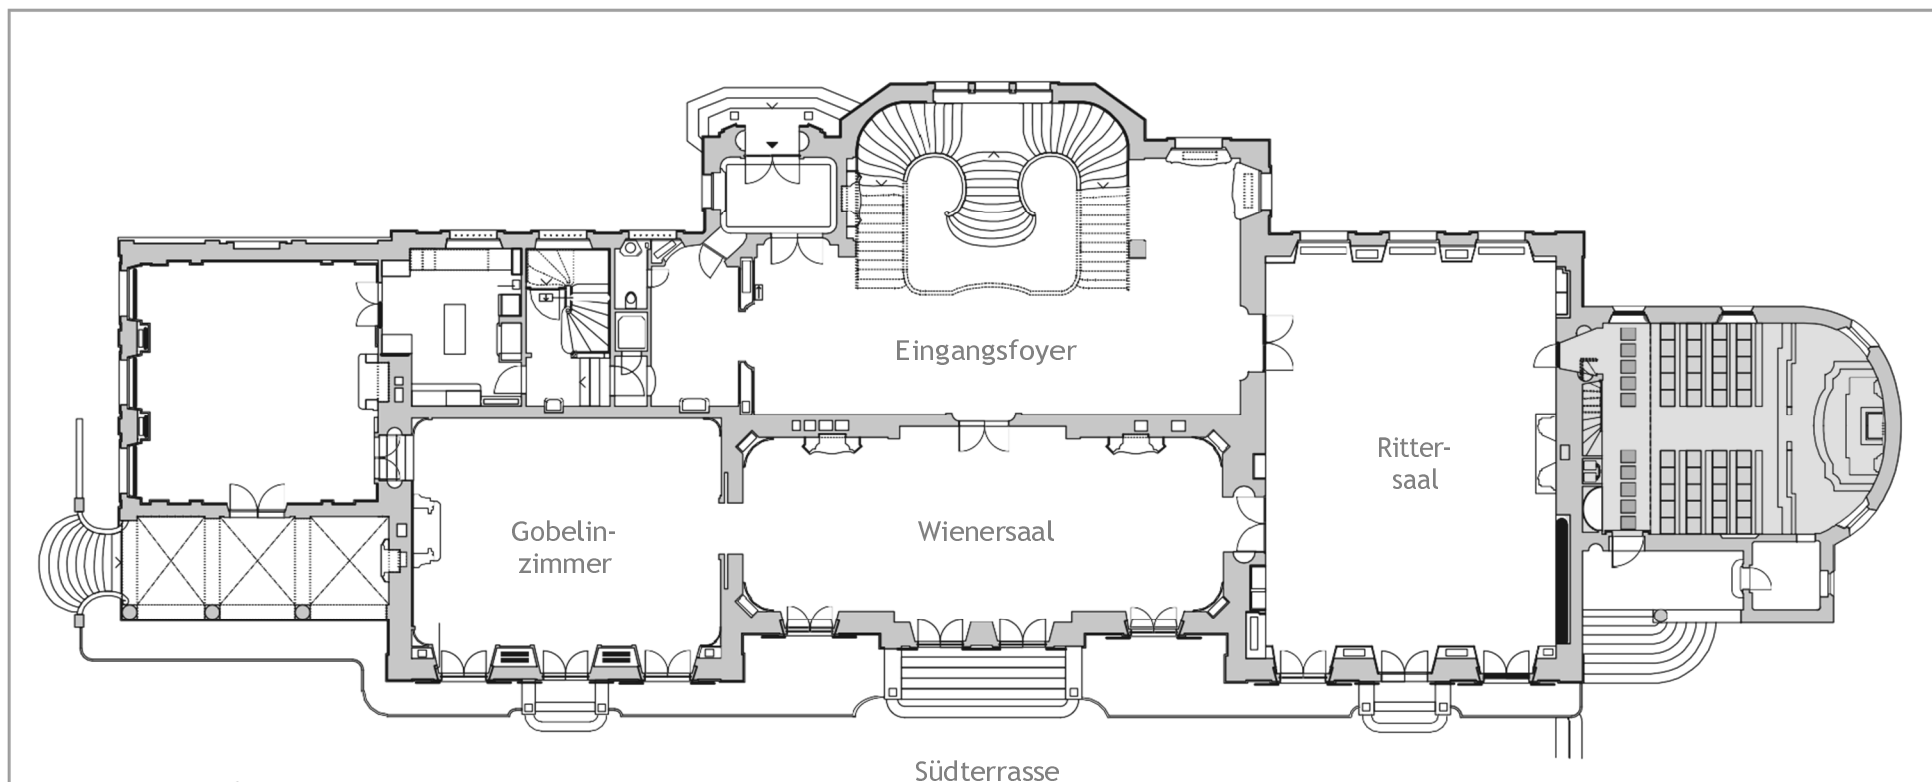 Eingangsfoyer
Ritter-
saal
Gobelin-
zimmer
Wienersaal
Südterrasse